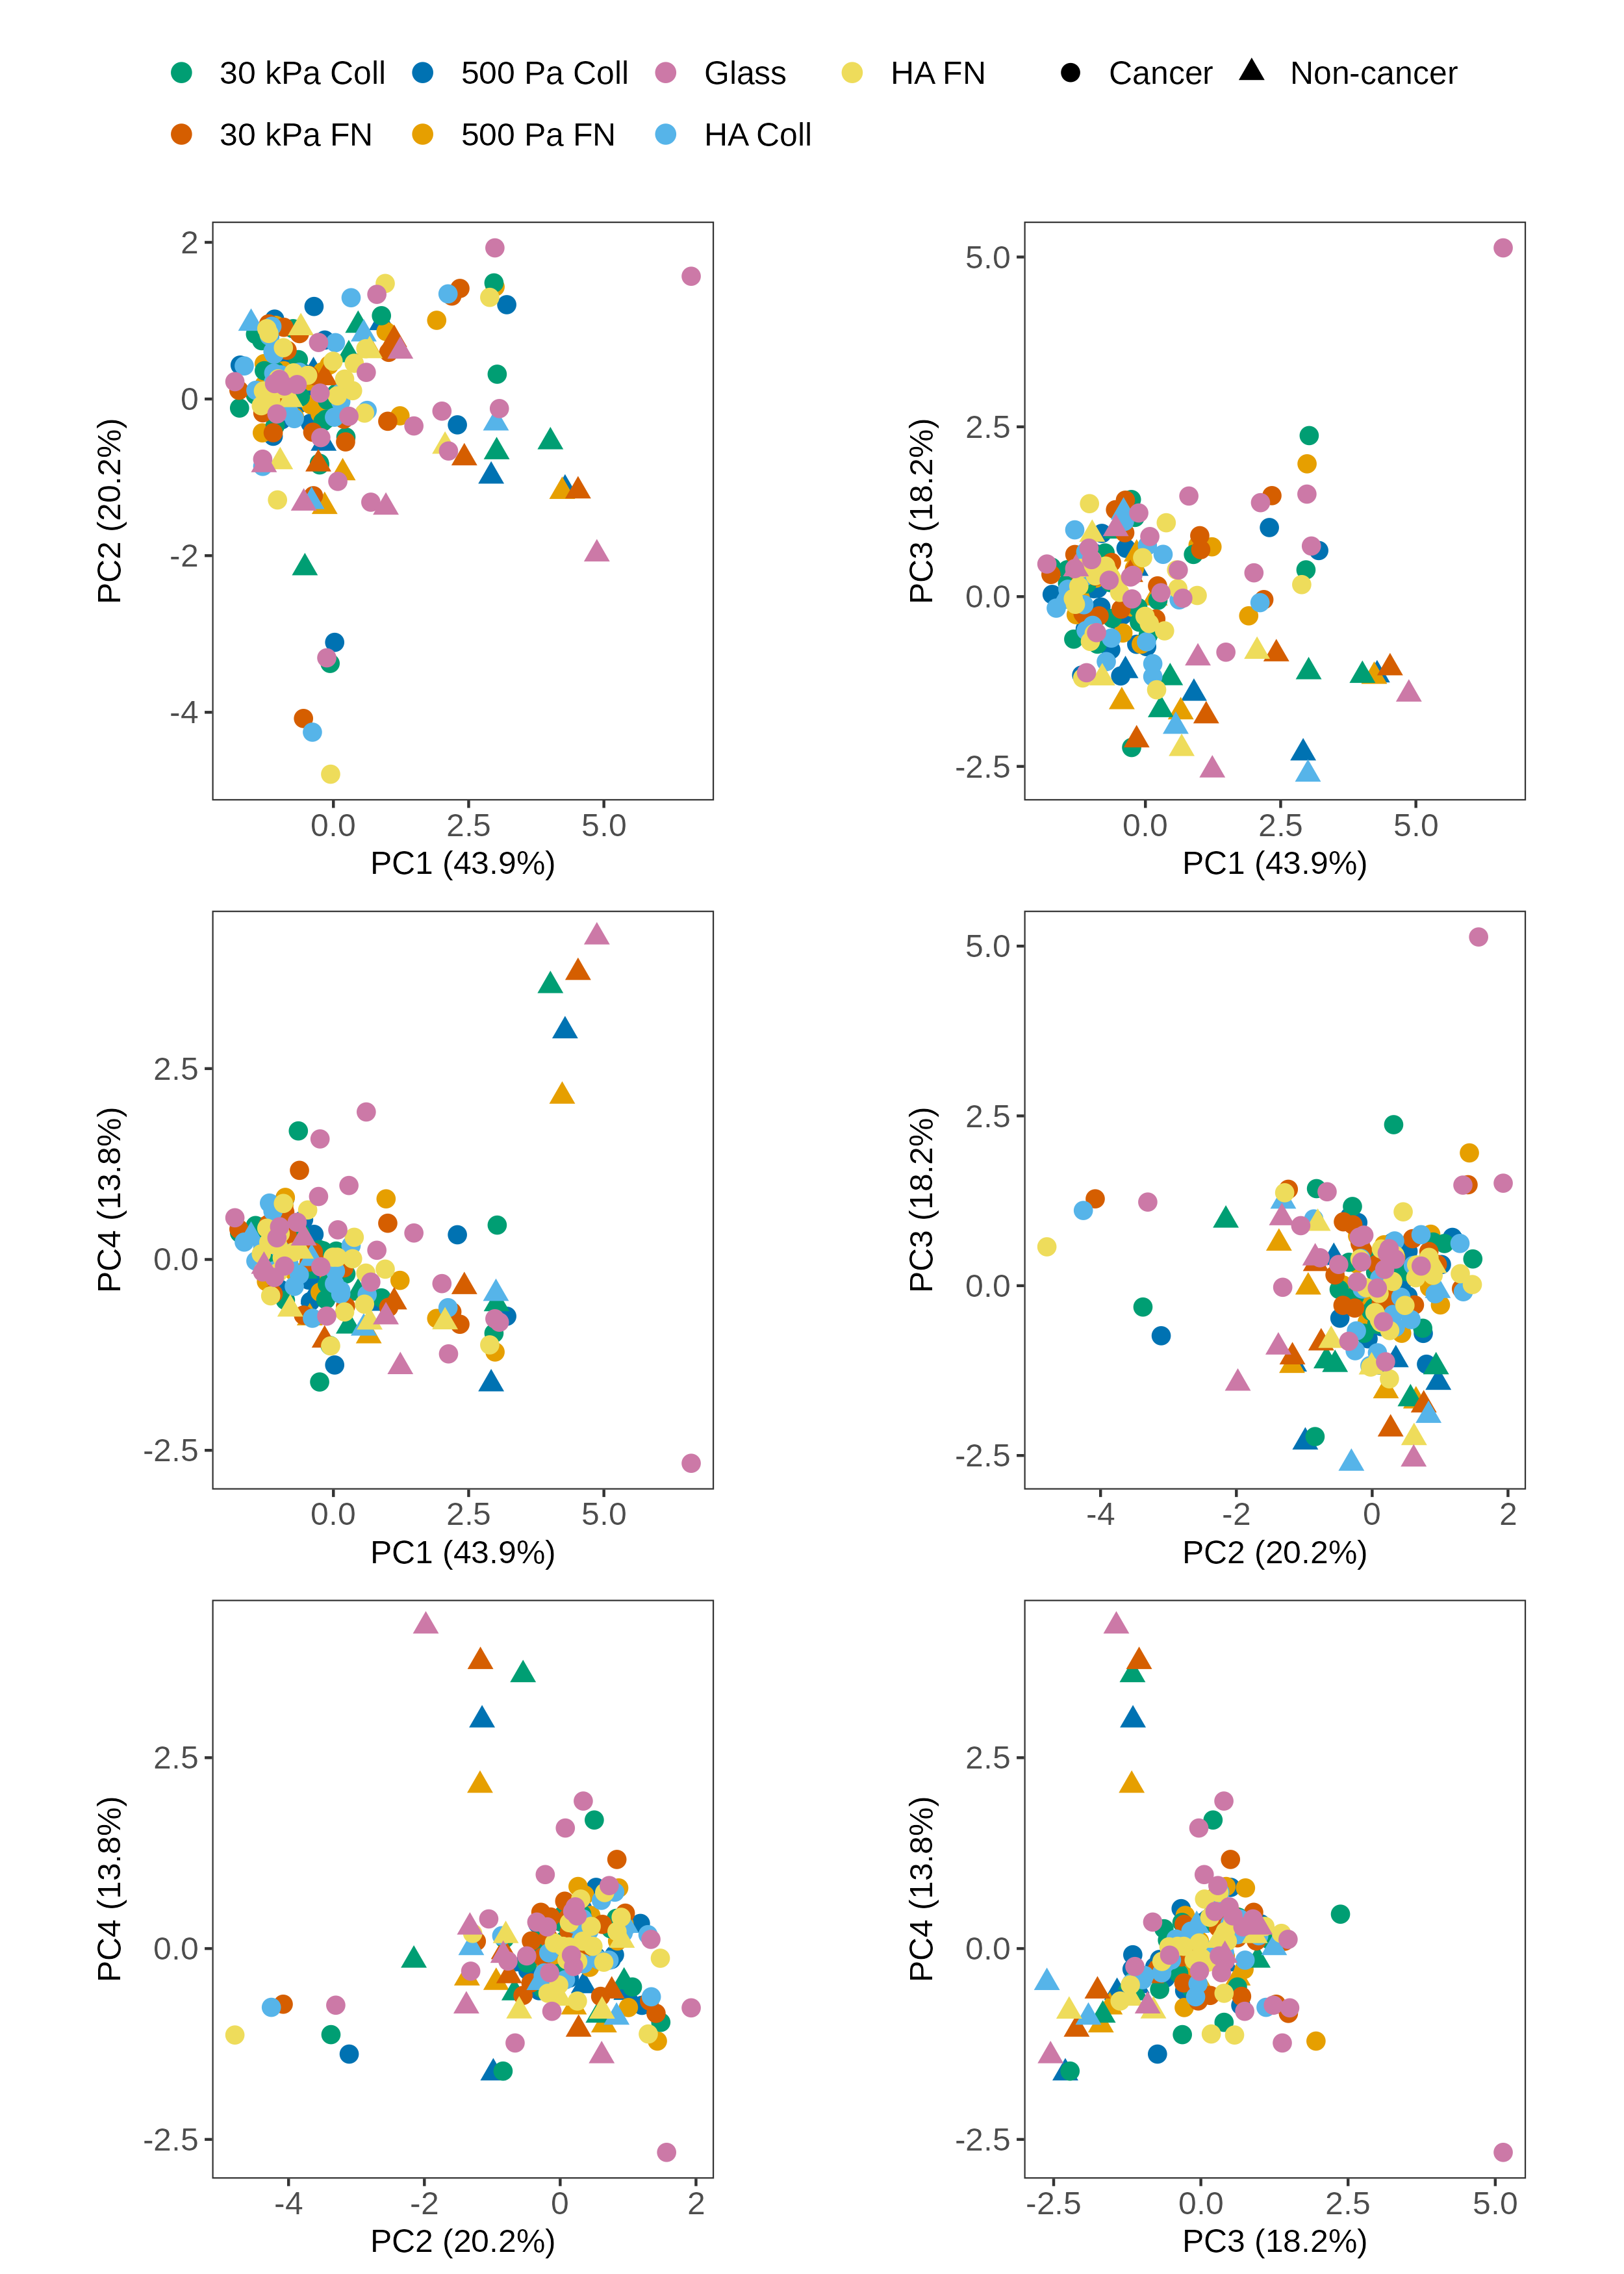 30 kPa Coll 500 Pa Coll Glass HA FN Cancer Non-cancer
30 kPa FN 500 Pa FN HA Coll
2
0
-2
-4
PC2 (20.2%)
0.0 2.5 5.0
PC1 (43.9%)
5.0
2.5
0.0
-2.5
PC3 (18.2%)
0.0 2.5 5.0
PC1 (43.9%)
2.5
0.0
-2.5
PC4 (13.8%)
0.0 2.5 5.0
PC1 (43.9%)
5.0
2.5
0.0
-2.5
PC3 (18.2%)
-4 -2 0 2
PC2 (20.2%)
2.5
0.0
-2.5
PC4 (13.8%)
-4 -2 0 2
PC2 (20.2%)
2.5
0.0
-2.5
PC4 (13.8%)
-2.5 0.0 2.5 5.0
PC3 (18.2%)